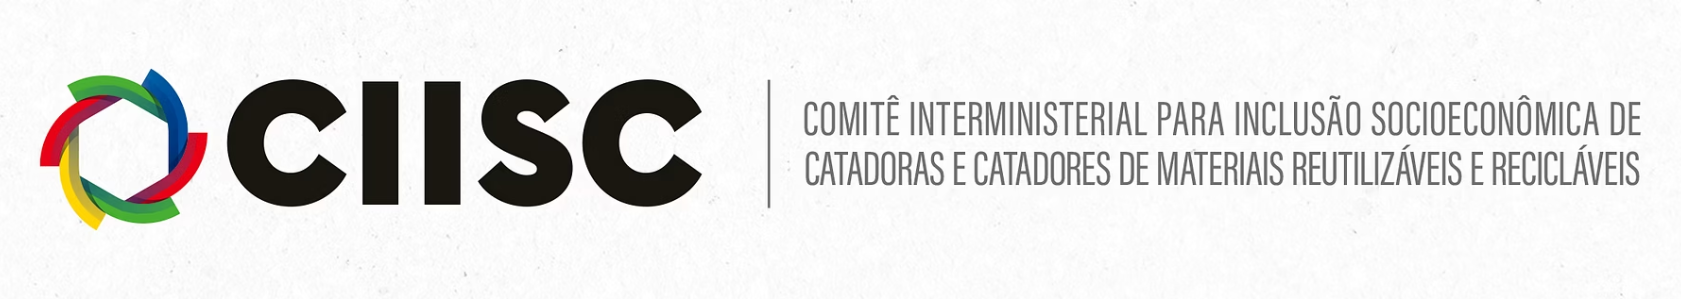 CIISC
COMITÊ INTERMINISTERIAL PARA INCLUSÃO SOCIOECONÔMICA DE
CATADORAS E CATADORES DE MATERIAIS REUTILIZÁVEIS E RECICLÁVEIS